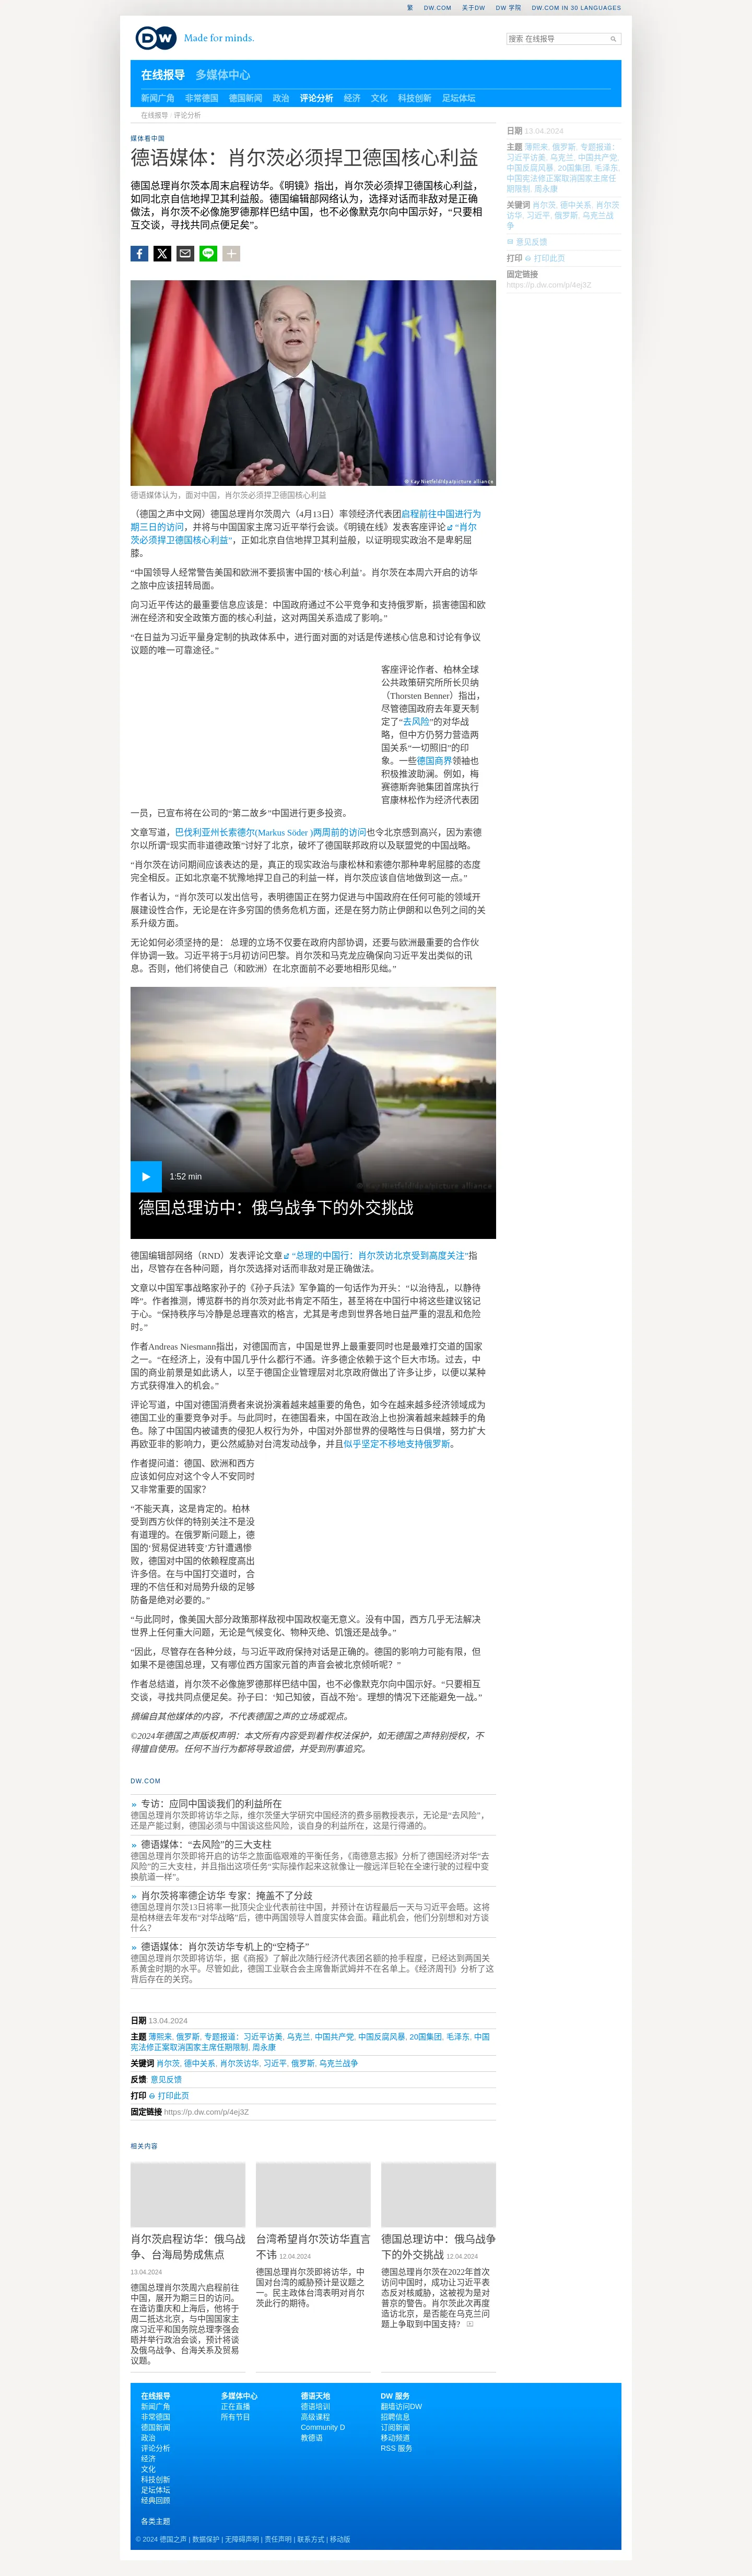 繁 DW.COM 关于DW DW 学院 DW.COM IN 30 LANGUAGES
DW Made for minds.
搜索 在线报导
在线报导 多媒体中心
新闻广角 非常德国 德国新闻 政治 评论分析 经济 文化 科技创新 足坛体坛
在线报导 / 评论分析
媒体看中国
德语媒体：肖尔茨必须捍卫德国核心利益
德国总理肖尔茨本周末启程访华。《明镜》指出，肖尔茨必须捍卫德国核心利益，
如同北京自信地捍卫其利益般。德国编辑部网络认为，选择对话而非敌对是正确
做法，肖尔茨不必像施罗德那样巴结中国，也不必像默克尔向中国示好，“只要相
互交谈，寻找共同点便足矣”。
© Kay Nietfeld/dpa/picture alliance
德语媒体认为，面对中国，肖尔茨必须捍卫德国核心利益
（德国之声中文网）德国总理肖尔茨周六（4月13日）率领经济代表团启程前往中国进行为
期三日的访问，并将与中国国家主席习近平举行会谈。《明镜在线》发表客座评论“肖尔
茨必须捍卫德国核心利益”，正如北京自信地捍卫其利益般，以证明现实政治不是卑躬屈
膝。
“中国领导人经常警告美国和欧洲不要损害中国的‘核心利益’。肖尔茨在本周六开启的访华
之旅中应该扭转局面。
向习近平传达的最重要信息应该是：中国政府通过不公平竞争和支持俄罗斯，损害德国和欧
洲在经济和安全政策方面的核心利益，这对两国关系造成了影响。”
“在日益为习近平量身定制的执政体系中，进行面对面的对话是传递核心信息和讨论有争议
议题的唯一可靠途径。”
客座评论作者、柏林全球
公共政策研究所所长贝纳
（Thorsten Benner）指出，
尽管德国政府去年夏天制
定了“去风险”的对华战
略，但中方仍努力营造两
国关系“一切照旧”的印
象。一些德国商界领袖也
积极推波助澜。例如，梅
赛德斯奔驰集团首席执行
官康林松作为经济代表团
一员，已宣布将在公司的“第二故乡”中国进行更多投资。
文章写道，巴伐利亚州长索德尔(Markus Söder )两周前的访问也令北京感到高兴，因为索德
尔以所谓“现实而非道德政策”讨好了北京，破坏了德国联邦政府以及联盟党的中国战略。
“肖尔茨在访问期间应该表达的是，真正的现实政治与康松林和索德尔那种卑躬屈膝的态度
完全相反。正如北京毫不犹豫地捍卫自己的利益一样，肖尔茨应该自信地做到这一点。”
作者认为，“肖尔茨可以发出信号，表明德国正在努力促进与中国政府在任何可能的领域开
展建设性合作，无论是在许多穷国的债务危机方面，还是在努力防止伊朗和以色列之间的关
系升级方面。
无论如何必须坚持的是： 总理的立场不仅要在政府内部协调，还要与欧洲最重要的合作伙
伴协调一致。习近平将于5月初访问巴黎。肖尔茨和马克龙应确保向习近平发出类似的讯
息。否则，他们将使自己（和欧洲）在北京面前不必要地相形见绌。”
© Kay Nietfeld/dpa/picture alliance
1:52 min
德国总理访中：俄乌战争下的外交挑战
德国编辑部网络（RND）发表评论文章“总理的中国行：肖尔茨访北京受到高度关注”指
出，尽管存在各种问题，肖尔茨选择对话而非敌对是正确做法。
文章以中国军事战略家孙子的《孙子兵法》军争篇的一句话作为开头：“以治待乱，以静待
哗”。作者推测，博览群书的肖尔茨对此书肯定不陌生，甚至将在中国行中将这些建议铭记
于心。“保持秩序与冷静是总理喜欢的格言，尤其是考虑到世界各地日益严重的混乱和危险
时。”
作者Andreas Niesmann指出，对德国而言，中国是世界上最重要同时也是最难打交道的国家
之一。“在经济上，没有中国几乎什么都行不通。许多德企依赖于这个巨大市场。过去，中
国的商业前景是如此诱人，以至于德国企业管理层对北京政府做出了许多让步，以便以某种
方式获得准入的机会。”
评论写道，中国对德国消费者来说扮演着越来越重要的角色，如今在越来越多经济领域成为
德国工业的重要竞争对手。与此同时，在德国看来，中国在政治上也扮演着越来越棘手的角
色。除了中国国内被谴责的侵犯人权行为外，中国对外部世界的侵略性与日俱增，努力扩大
再欧亚非的影响力，更公然威胁对台湾发动战争，并且似乎坚定不移地支持俄罗斯。
作者提问道：德国、欧洲和西方
应该如何应对这个令人不安同时
又非常重要的国家？
“不能天真，这是肯定的。柏林
受到西方伙伴的特别关注不是没
有道理的。在俄罗斯问题上，德
国的‘贸易促进转变’方针遭遇惨
败，德国对中国的依赖程度高出
许多倍。在与中国打交道时，合
理的不信任和对局势升级的足够
防备是绝对必要的。”
“与此同时，像美国大部分政策那样敌视中国政权毫无意义。没有中国，西方几乎无法解决
世界上任何重大问题，无论是气候变化、物种灭绝、饥饿还是战争。”
“因此，尽管存在各种分歧，与习近平政府保持对话是正确的。德国的影响力可能有限，但
如果不是德国总理，又有哪位西方国家元首的声音会被北京倾听呢？”
作者总结道，肖尔茨不必像施罗德那样巴结中国，也不必像默克尔向中国示好。“只要相互
交谈，寻找共同点便足矣。孙子曰：‘知己知彼，百战不殆’。理想的情况下还能避免一战。”
摘编自其他媒体的内容，不代表德国之声的立场或观点。
©2024年德国之声版权声明：本文所有内容受到着作权法保护，如无德国之声特别授权，不
得擅自使用。任何不当行为都将导致追偿，并受到刑事追究。
DW.COM
» 专访：应同中国谈我们的利益所在
德国总理肖尔茨即将访华之际，维尔茨堡大学研究中国经济的费多丽教授表示，无论是“去风险”，
还是产能过剩，德国必须与中国谈这些风险，谈自身的利益所在，这是行得通的。
» 德语媒体：“去风险”的三大支柱
德国总理肖尔茨即将开启的访华之旅面临艰难的平衡任务，《南德意志报》分析了德国经济对华“去
风险”的三大支柱，并且指出这项任务“实际操作起来这就像让一艘远洋巨轮在全速行驶的过程中变
换航道一样”。
» 肖尔茨将率德企访华 专家：掩盖不了分歧
德国总理肖尔茨13日将率一批顶尖企业代表前往中国，并预计在访程最后一天与习近平会晤。这将
是柏林继去年发布“对华战略”后，德中两国领导人首度实体会面。藉此机会，他们分别想和对方谈
什么？
» 德语媒体：肖尔茨访华专机上的“空椅子”
德国总理肖尔茨即将访华，据《商报》了解此次随行经济代表团名额的抢手程度，已经达到两国关
系黄金时期的水平。尽管如此，德国工业联合会主席鲁斯武姆并不在名单上。《经济周刊》分析了这
背后存在的关窍。
日期 13.04.2024
主题 薄熙来, 俄罗斯, 专题报道：习近平访美, 乌克兰, 中国共产党, 中国反腐风暴, 20国集团, 毛泽东, 中国
宪法修正案取消国家主席任期限制, 周永康
关键词 肖尔茨, 德中关系, 肖尔茨访华, 习近平, 俄罗斯, 乌克兰战争
反馈: 意见反馈
打印 打印此页
固定链接 https://p.dw.com/p/4ej3Z
相关内容
肖尔茨启程访华：俄乌战
争、台海局势成焦点
13.04.2024
德国总理肖尔茨周六启程前往
中国，展开为期三日的访问。
在造访重庆和上海后，他将于
周二抵达北京，与中国国家主
席习近平和国务院总理李强会
晤并举行政治会谈，预计将谈
及俄乌战争、台海关系及贸易
议题。
台湾希望肖尔茨访华直言
不讳 12.04.2024
德国总理肖尔茨即将访华，中
国对台湾的威胁预计是议题之
一。民主政体台湾表明对肖尔
茨此行的期待。
德国总理访中：俄乌战争
下的外交挑战 12.04.2024
德国总理肖尔茨在2022年首次
访问中国时，成功让习近平表
态反对核威胁，这被视为是对
普京的警告。肖尔茨此次再度
造访北京，是否能在乌克兰问
题上争取到中国支持？
日期 13.04.2024
主题 薄熙来, 俄罗斯, 专题报道：
习近平访美, 乌克兰, 中国共产党,
中国反腐风暴, 20国集团, 毛泽东,
中国宪法修正案取消国家主席任
期限制, 周永康
关键词 肖尔茨, 德中关系, 肖尔茨
访华, 习近平, 俄罗斯, 乌克兰战
争
意见反馈
打印 打印此页
固定链接
https://p.dw.com/p/4ej3Z
在线报导
新闻广角
非常德国
德国新闻
政治
评论分析
经济
文化
科技创新
足坛体坛
经典回顾
各类主题
多媒体中心
正在直播
所有节目
德语天地
德语培训
高级课程
Community D
教德语
DW 服务
翻墙访问DW
招聘信息
订阅新闻
移动频道
RSS 服务
© 2024 德国之声 | 数据保护 | 无障碍声明 | 责任声明 | 联系方式 | 移动版